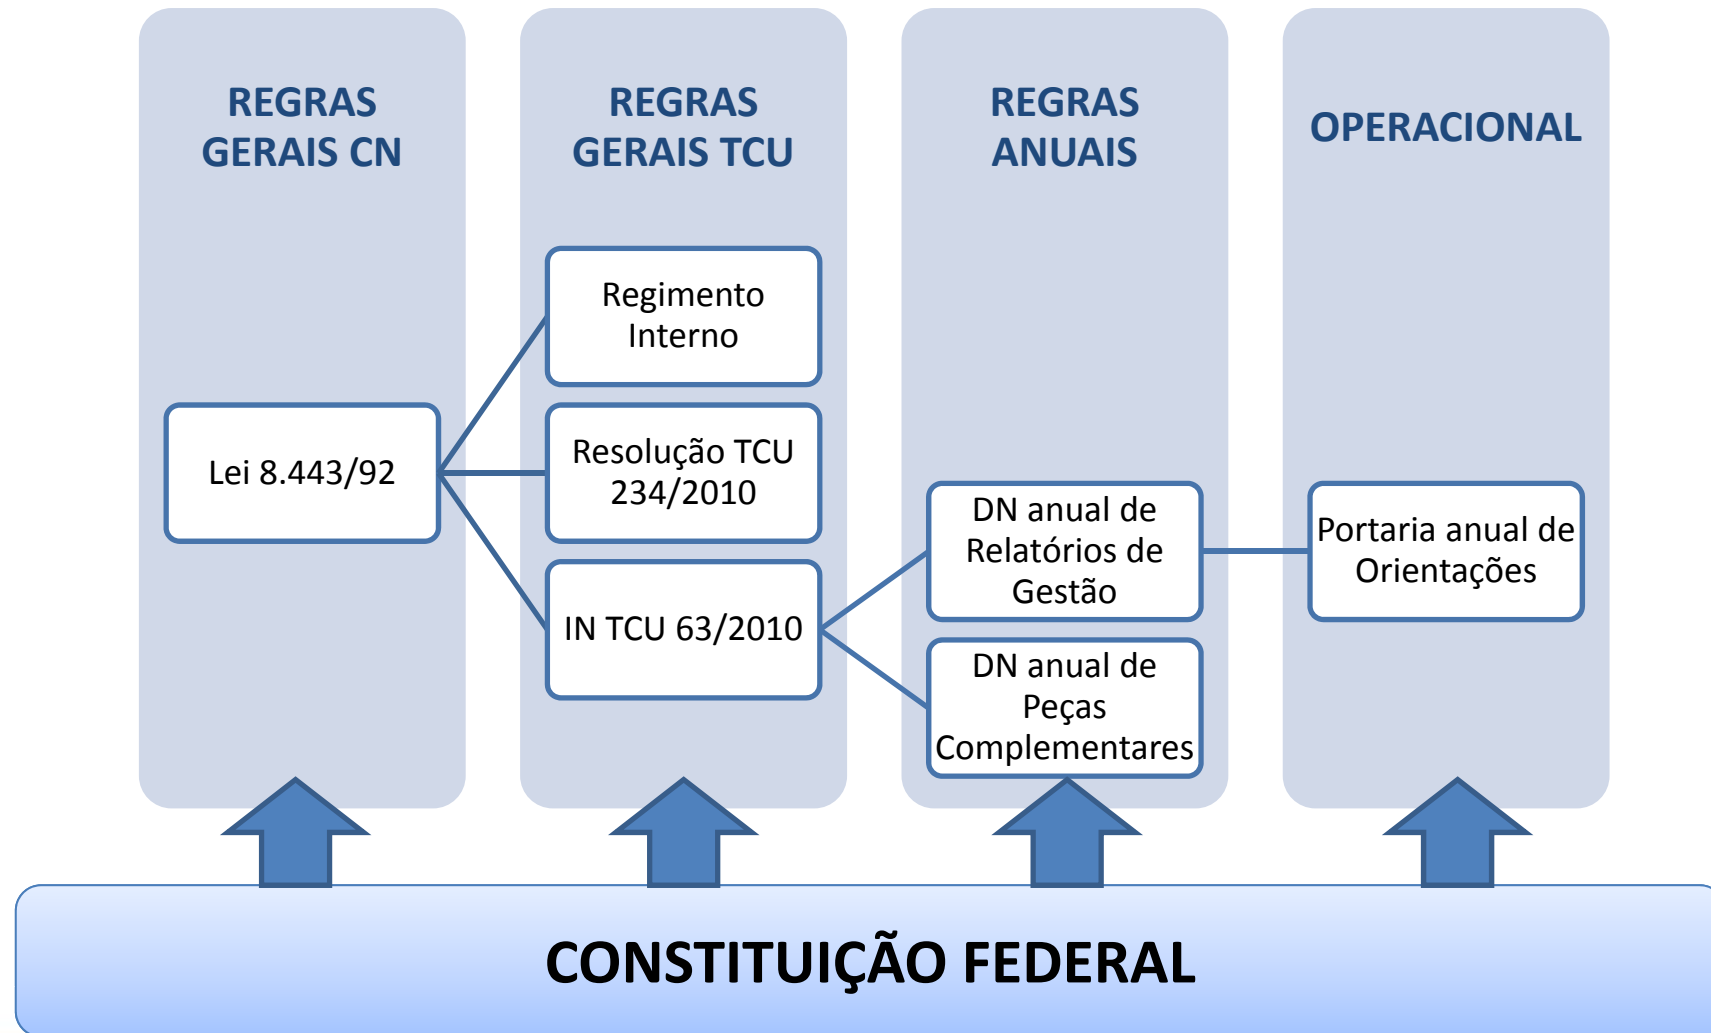 REGRAS
GERAIS CN
REGRAS
GERAIS TCU
REGRAS
ANUAIS
OPERACIONAL
Lei 8.443/92
Regimento
Interno
Resolução TCU
234/2010
IN TCU 63/2010
DN anual de
Relatórios de
Gestão
DN anual de
Peças
Complementares
Portaria anual de
Orientações
CONSTITUIÇÃO FEDERAL